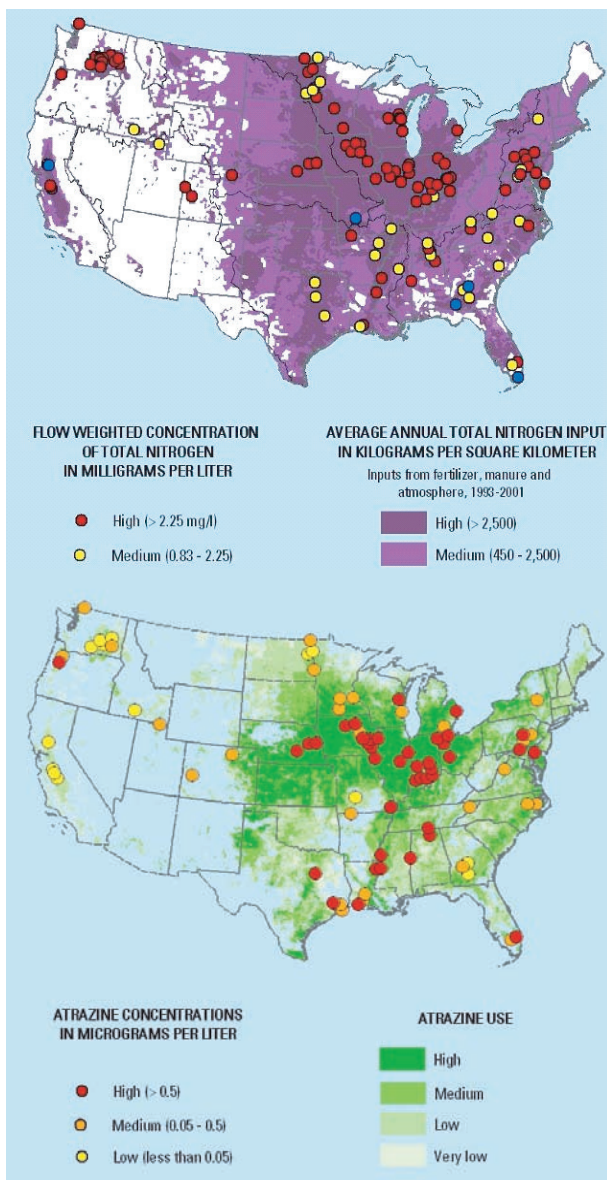 FLOW WEIGHTED CONCENTRATION
OF TOTAL NITROGEN
IN MILLIGRAMS PER LITER
High (> 2.25 mg/l)
Medium (0.83 - 2.25)
AVERAGE ANNUAL TOTAL NITROGEN INPUT
IN KILOGRAMS PER SQUARE KILOMETER
Inputs from fertilizer, manure and
atmosphere, 1993-2001
High (> 2,500)
Medium (450 - 2,500)
ATRAZINE CONCENTRATIONS
IN MICROGRAMS PER LITER
High (> 0.5)
Medium (0.05 - 0.5)
Low (less than 0.05)
ATRAZINE USE
High
Medium
Low
Very low